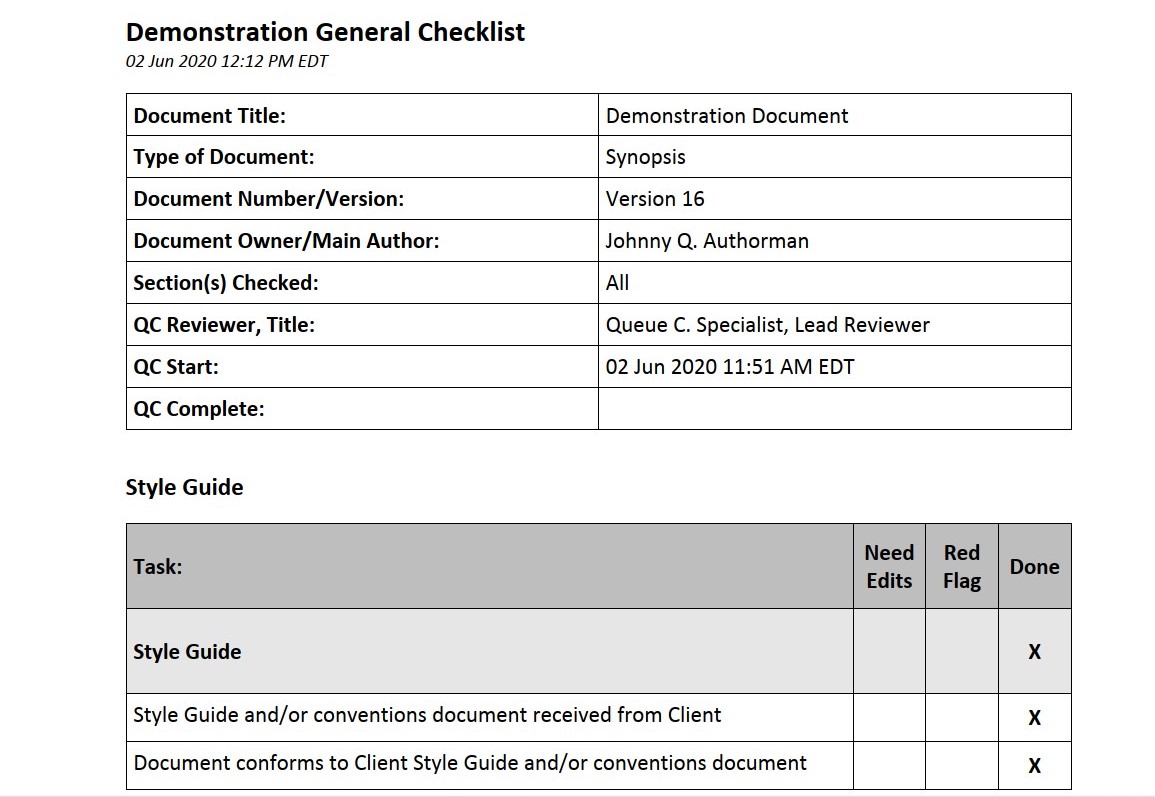 Demonstration General Checklist
02 Jun 2020 12:12 PM EDT
Document Title: Demonstration Document
Type of Document: Synopsis
Document Number/Version: Version 16
Document Owner/Main Author: Johnny Q. Authorman
Section(s) Checked: All
QC Reviewer, Title: Queue C. Specialist, Lead Reviewer
QC Start: 02 Jun 2020 11:51 AM EDT
QC Complete:
Style Guide
Task: Need Edits Red Flag Done
Style Guide X
Style Guide and/or conventions document received from Client X
Document conforms to Client Style Guide and/or conventions document X